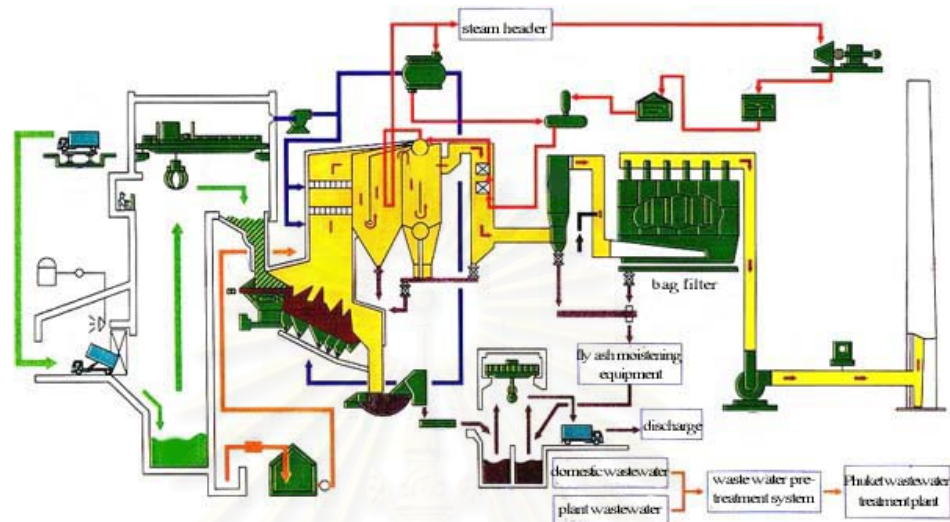 steam header
bag filter
fly ash moistening
equipment
discharge
domestic wastewater
waste water pre-
treatment system
Phuket wastewater
treatment plant
plant wastewater